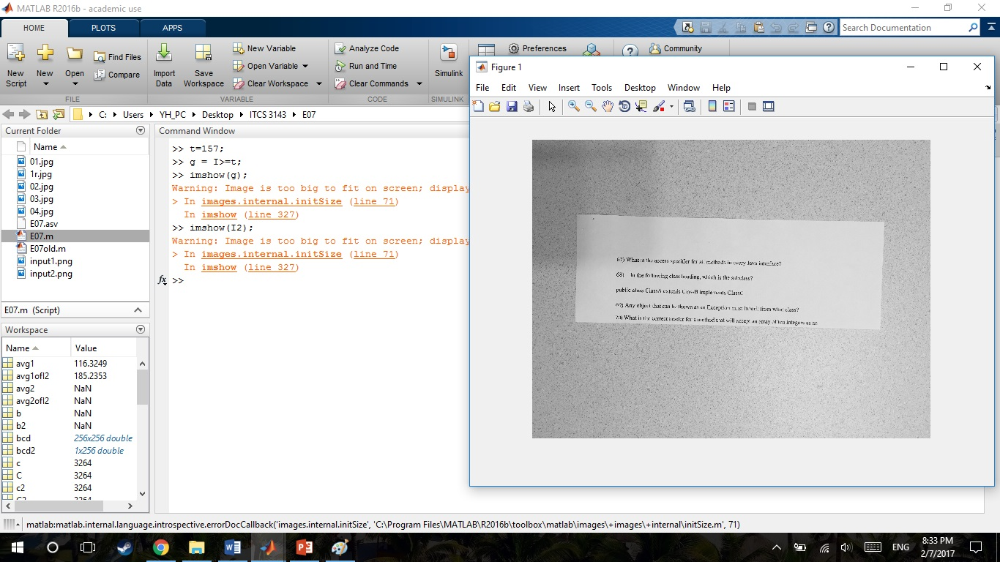 MATLAB R2016b - academic use
HOME PLOTS APPS
Search Documentation
New Script
New
Open
Find Files
Compare
FILE
Import Data
Save Workspace
New Variable
Open Variable
Clear Workspace
VARIABLE
Analyze Code
Run and Time
Clear Commands
CODE
Simulink
SIMULINK
Preferences
Community
C: Users YH_PC Desktop ITCS 3143 E07
Current Folder
Name
01.jpg
1r.jpg
02.jpg
03.jpg
04.jpg
E07.asv
E07.m
E07old.m
input1.png
input2.png
E07.m (Script)
Workspace
Name Value
avg1 116.3249
avg1ofI2 185.2353
avg2 NaN
avg2ofI2 NaN
b NaN
b2 NaN
bcd 256x256 double
bcd2 1x256 double
c 3264
C 3264
c2 3264
Command Window
>> t=157;
>> g = I>=t;
>> imshow(g);
Warning: Image is too big to fit on screen; display
> In images.internal.initSize (line 71)
In imshow (line 327)
>> imshow(I2);
Warning: Image is too big to fit on screen; display
> In images.internal.initSize (line 71)
In imshow (line 327)
fx >>
Figure 1
File Edit View Insert Tools Desktop Window Help
67) What is the access specifier for methods in every Java interface?
68) In the following class heading, which is the subclass?
public class ClassA extends ClassB implements ClassC
69) Any object that can be thown as an Exception must inherit from what class?
70) What is the correct header for a method that will accept an array of ten integers as an
matlab:matlab.internal.language.introspective.errorDocCallback('images.internal.initSize', 'C:\Program Files\MATLAB\R2016b\toolbox\matlab\images\+images\+internal\initSize.m', 71)
ENG
8:33 PM
2/7/2017